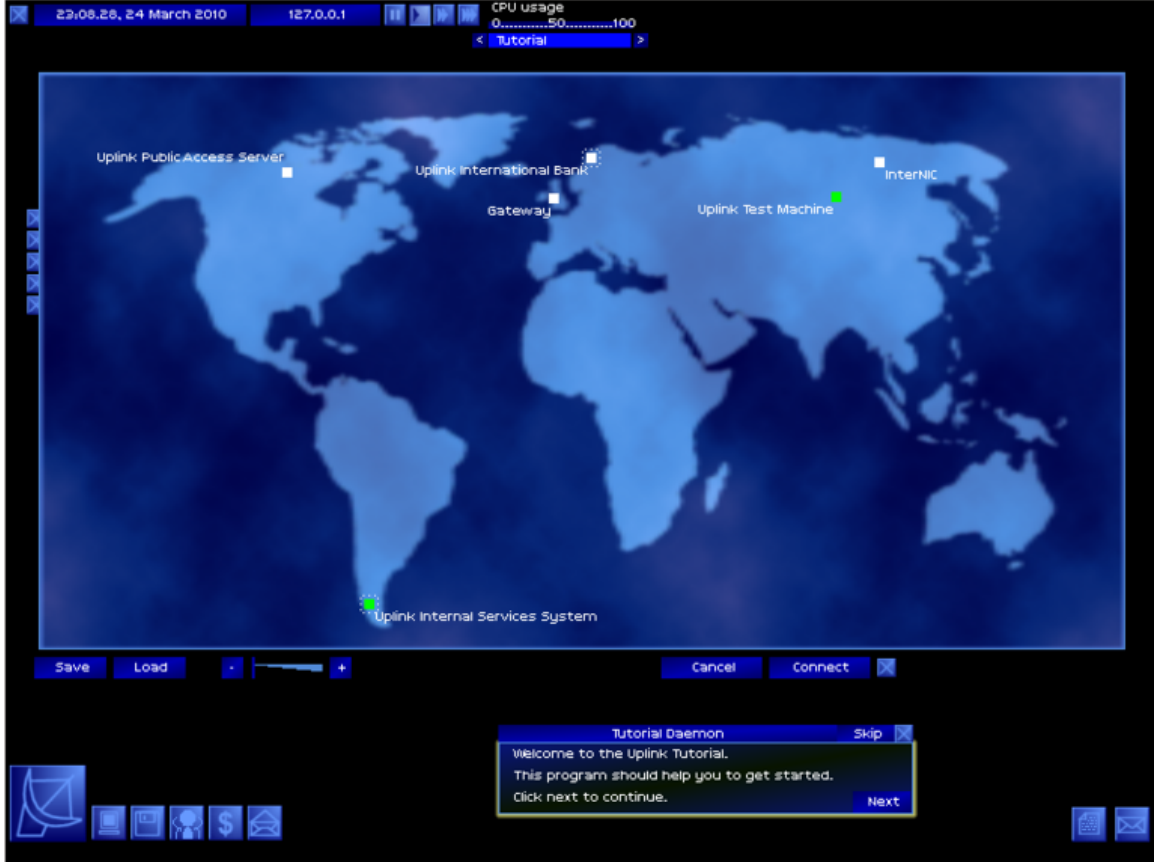 23:08.28, 24 March 2010
127.0.0.1
CPU usage
0............50............100
< Tutorial >
Uplink Public Access Server
Uplink International Bank
InterNIC
Gateway
Uplink Test Machine
Uplink Internal Services System
Save
Load
-
+
Cancel
Connect
Tutorial Daemon
Skip
Welcome to the Uplink Tutorial.
This program should help you to get started.
Click next to continue.
Next
$